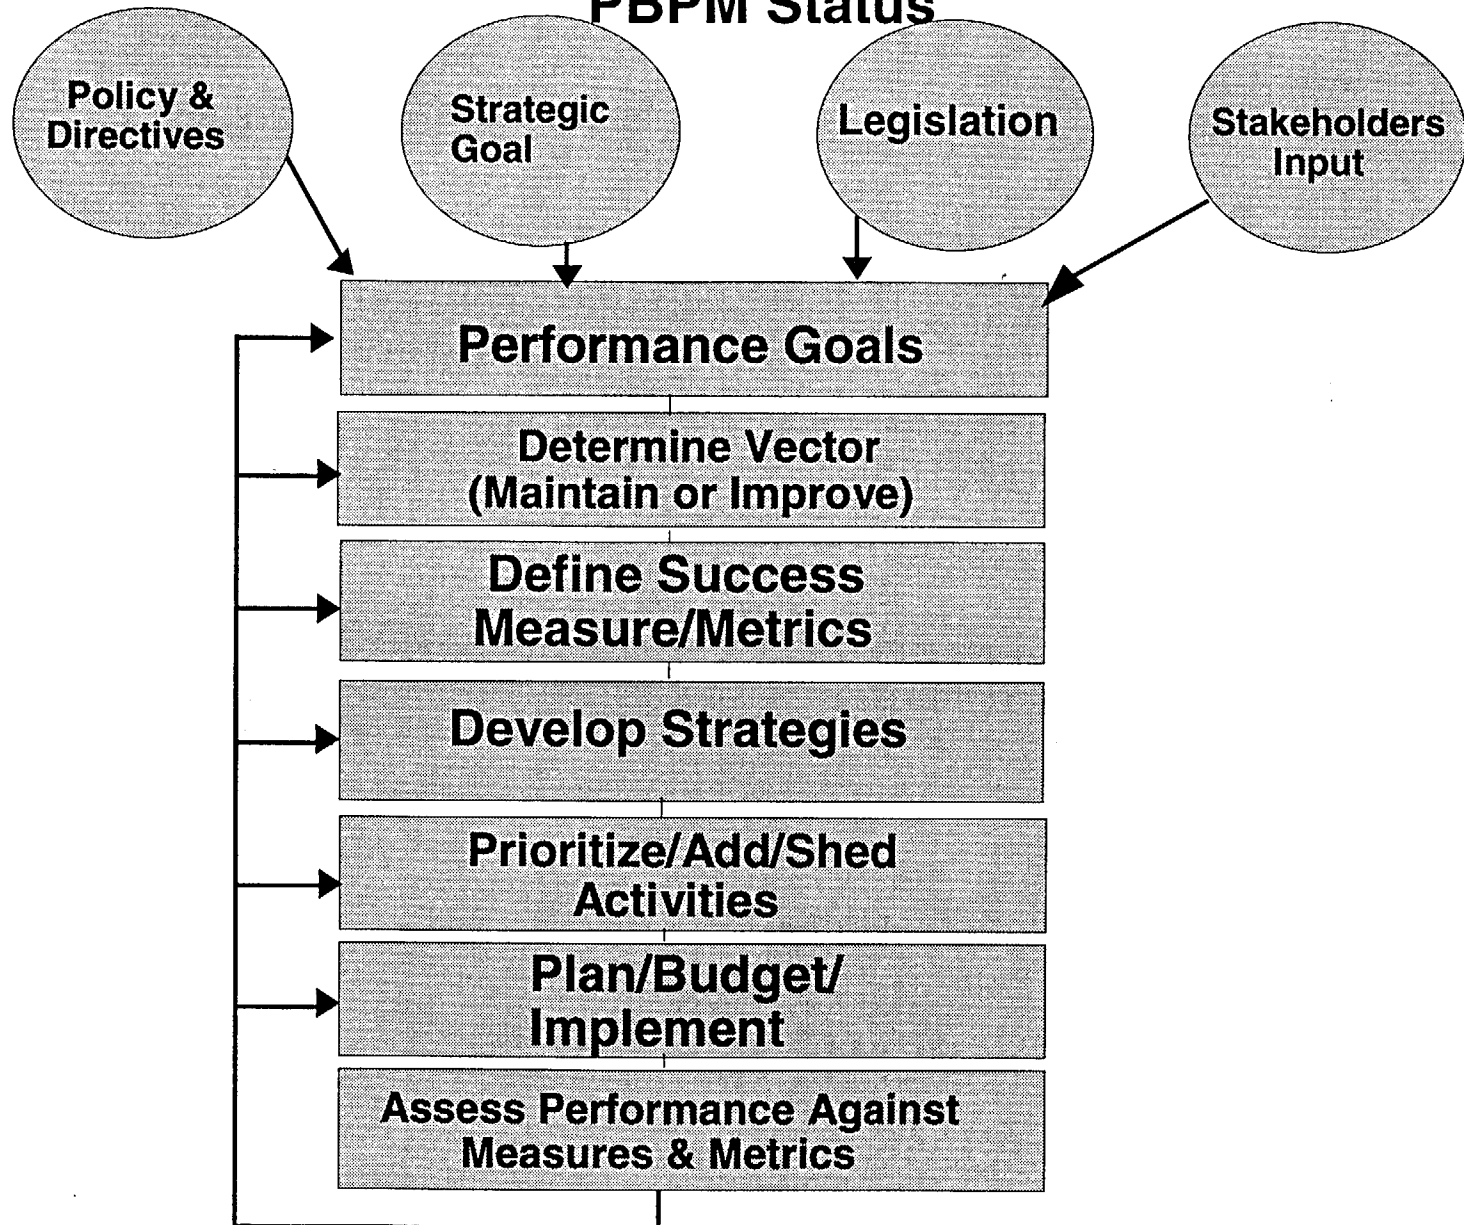 PBPM Status
Policy &
Directives
Strategic
Goal
Legislation
Stakeholders
Input
Performance Goals
Determine Vector
(Maintain or Improve)
Define Success
Measure/Metrics
Develop Strategies
Prioritize/Add/Shed
Activities
Plan/Budget/
Implement
Assess Performance Against
Measures & Metrics